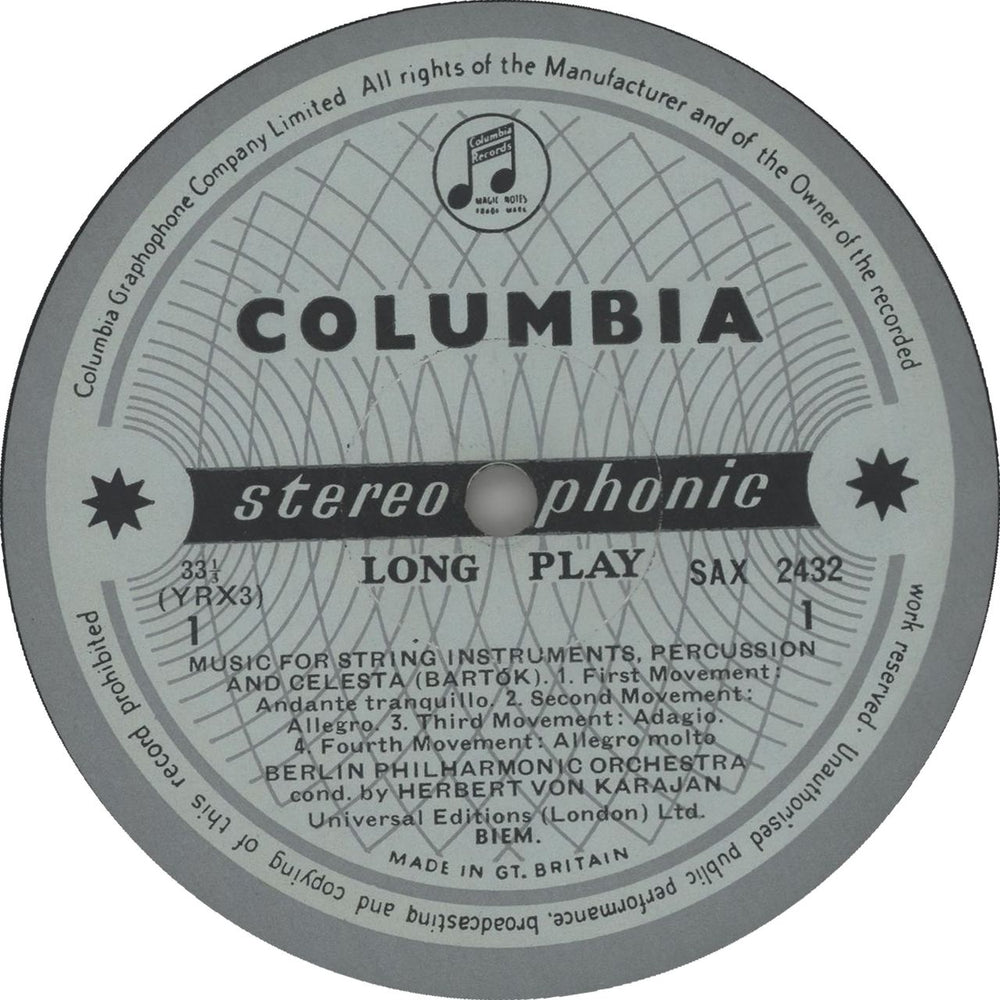 Columbia Graphophone Company Limited All rights of the Manufacturer and of the Owner of the recorded
work reserved · Unauthorised public performance, broadcasting and copying of this record prohibited
Columbia
Records
MAGIC NOTES
TRADE MARK
COLUMBIA
stereo phonic
LONG PLAY SAX 2432
33⅓
(YRX3)
1 1
MUSIC FOR STRING INSTRUMENTS, PERCUSSION
AND CELESTA (BARTÓK). 1. First Movement:
Andante tranquillo. 2. Second Movement:
Allegro. 3. Third Movement: Adagio.
4. Fourth Movement: Allegro molto
BERLIN PHILHARMONIC ORCHESTRA
cond. by HERBERT VON KARAJAN
Universal Editions (London) Ltd.
BIEM.
MADE IN GT. BRITAIN